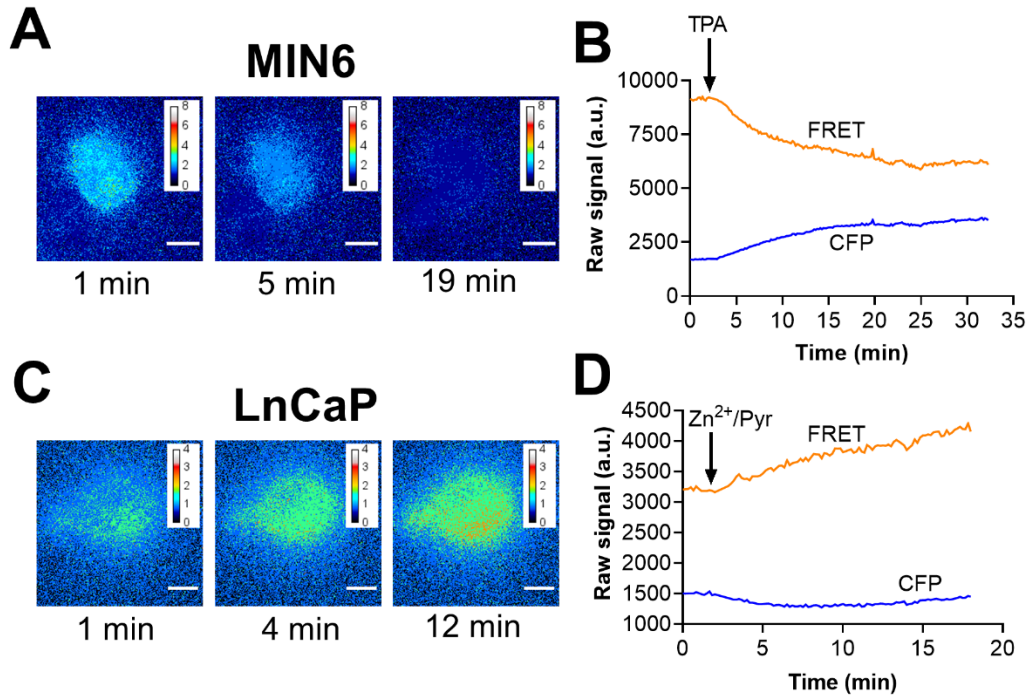 A
MIN6
8
6
4
2
0
8
6
4
2
0
8
6
4
2
0
1 min
5 min
19 min
B
TPA
10000
7500
5000
2500
0
Raw signal (a.u.)
FRET
CFP
0 5 10 15 20 25 30 35
Time (min)
C
LnCaP
4
3
2
1
0
4
3
2
1
0
4
3
2
1
0
1 min
4 min
12 min
D
Zn²⁺/Pyr
4500
4000
3500
3000
2500
2000
1500
1000
Raw signal (a.u.)
FRET
CFP
0 5 10 15 20
Time (min)